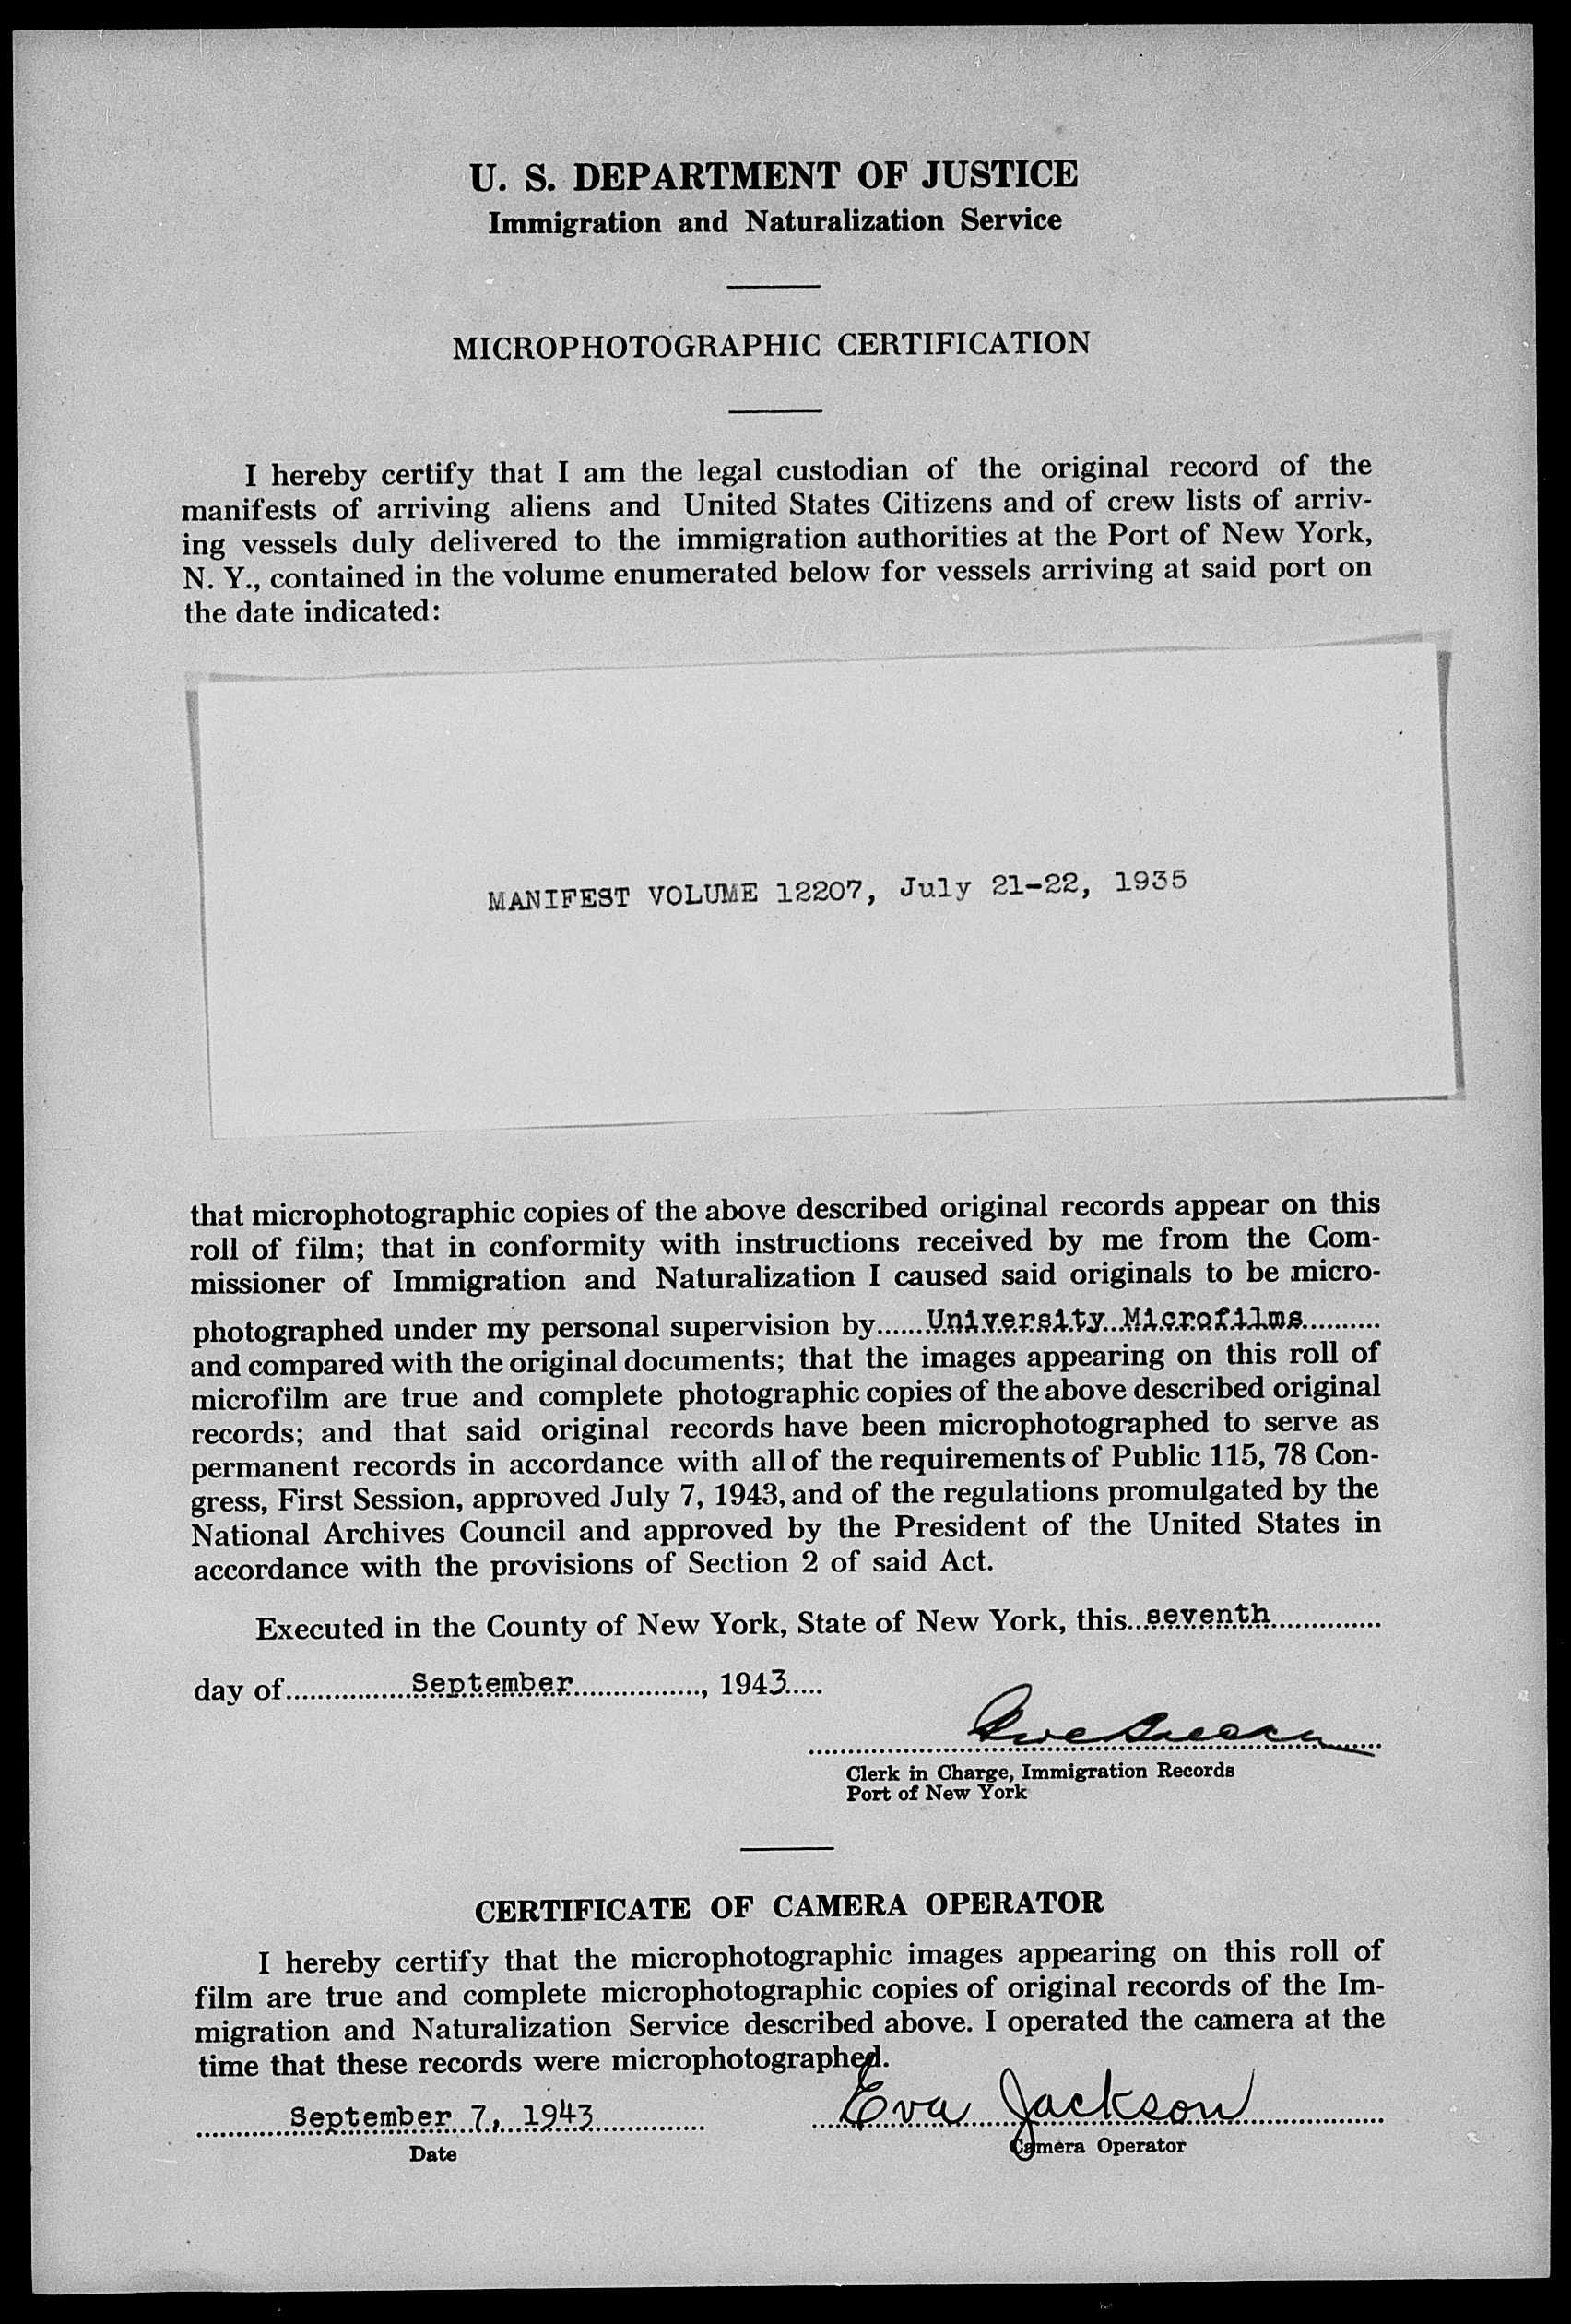 U. S. DEPARTMENT OF JUSTICE
Immigration and Naturalization Service
MICROPHOTOGRAPHIC CERTIFICATION
I hereby certify that I am the legal custodian of the original record of the
manifests of arriving aliens and United States Citizens and of crew lists of arriv-
ing vessels duly delivered to the immigration authorities at the Port of New York,
N. Y., contained in the volume enumerated below for vessels arriving at said port on
the date indicated:
MANIFEST VOLUME 12207, July 21-22, 1935
that microphotographic copies of the above described original records appear on this
roll of film; that in conformity with instructions received by me from the Com-
missioner of Immigration and Naturalization I caused said originals to be micro-
photographed under my personal supervision by......University Microfilms..........
and compared with the original documents; that the images appearing on this roll of
microfilm are true and complete photographic copies of the above described original
records; and that said original records have been microphotographed to serve as
permanent records in accordance with all of the requirements of Public 115, 78 Con-
gress, First Session, approved July 7, 1943, and of the regulations promulgated by the
National Archives Council and approved by the President of the United States in
accordance with the provisions of Section 2 of said Act.
Executed in the County of New York, State of New York, this..seventh..............
day of................September................, 1943.....
Clerk in Charge, Immigration Records
Port of New York
CERTIFICATE OF CAMERA OPERATOR
I hereby certify that the microphotographic images appearing on this roll of
film are true and complete microphotographic copies of original records of the Im-
migration and Naturalization Service described above. I operated the camera at the
time that these records were microphotographed.
September 7, 1943 Eva Jackson
Date Camera Operator